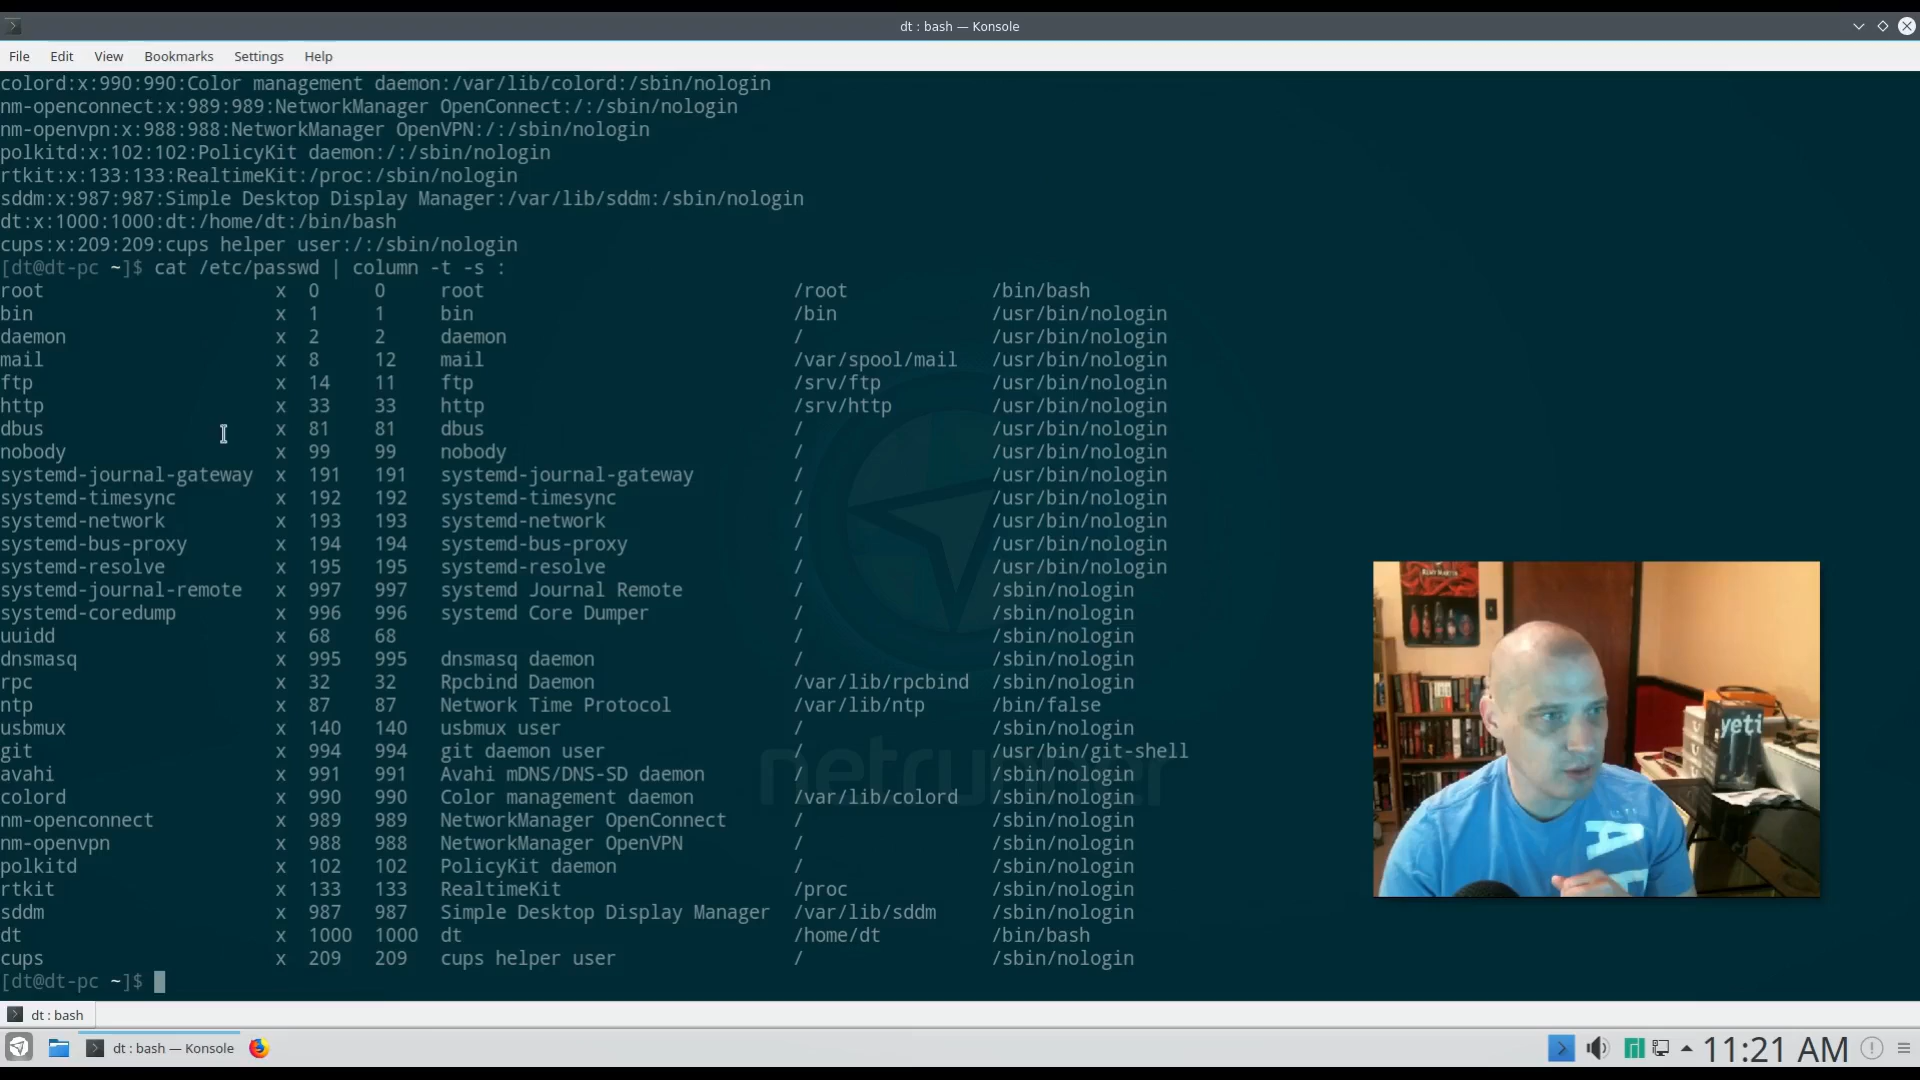 dt : bash — Konsole
File Edit View Bookmarks Settings Help
colord:x:990:990:Color management daemon:/var/lib/colord:/sbin/nologin
nm-openconnect:x:989:989:NetworkManager OpenConnect:/:/sbin/nologin
nm-openvpn:x:988:988:NetworkManager OpenVPN:/:/sbin/nologin
polkitd:x:102:102:PolicyKit daemon:/:/sbin/nologin
rtkit:x:133:133:RealtimeKit:/proc:/sbin/nologin
sddm:x:987:987:Simple Desktop Display Manager:/var/lib/sddm:/sbin/nologin
dt:x:1000:1000:dt:/home/dt:/bin/bash
cups:x:209:209:cups helper user:/:/sbin/nologin
[dt@dt-pc ~]$ cat /etc/passwd | column -t -s :
root x 0 0 root /root /bin/bash
bin x 1 1 bin /bin /usr/bin/nologin
daemon x 2 2 daemon / /usr/bin/nologin
mail x 8 12 mail /var/spool/mail /usr/bin/nologin
ftp x 14 11 ftp /srv/ftp /usr/bin/nologin
http x 33 33 http /srv/http /usr/bin/nologin
dbus x 81 81 dbus / /usr/bin/nologin
nobody x 99 99 nobody / /usr/bin/nologin
systemd-journal-gateway x 191 191 systemd-journal-gateway / /usr/bin/nologin
systemd-timesync x 192 192 systemd-timesync / /usr/bin/nologin
systemd-network x 193 193 systemd-network / /usr/bin/nologin
systemd-bus-proxy x 194 194 systemd-bus-proxy / /usr/bin/nologin
systemd-resolve x 195 195 systemd-resolve / /usr/bin/nologin
systemd-journal-remote x 997 997 systemd Journal Remote / /sbin/nologin
systemd-coredump x 996 996 systemd Core Dumper / /sbin/nologin
uuidd x 68 68 / /sbin/nologin
dnsmasq x 995 995 dnsmasq daemon / /sbin/nologin
rpc x 32 32 Rpcbind Daemon /var/lib/rpcbind /sbin/nologin
ntp x 87 87 Network Time Protocol /var/lib/ntp /bin/false
usbmux x 140 140 usbmux user / /sbin/nologin
git x 994 994 git daemon user / /usr/bin/git-shell
avahi x 991 991 Avahi mDNS/DNS-SD daemon / /sbin/nologin
colord x 990 990 Color management daemon /var/lib/colord /sbin/nologin
nm-openconnect x 989 989 NetworkManager OpenConnect / /sbin/nologin
nm-openvpn x 988 988 NetworkManager OpenVPN / /sbin/nologin
polkitd x 102 102 PolicyKit daemon / /sbin/nologin
rtkit x 133 133 RealtimeKit /proc /sbin/nologin
sddm x 987 987 Simple Desktop Display Manager /var/lib/sddm /sbin/nologin
dt x 1000 1000 dt /home/dt /bin/bash
cups x 209 209 cups helper user / /sbin/nologin
[dt@dt-pc ~]$
netrunner
yeti
dt : bash
dt : bash — Konsole
11:21 AM